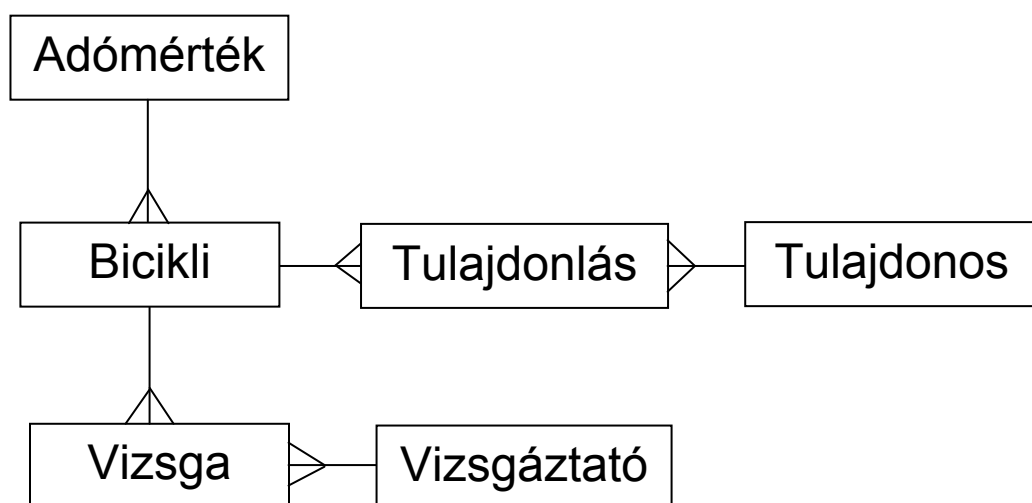 Adómérték
Bicikli
Tulajdonlás
Tulajdonos
Vizsga
Vizsgáztató